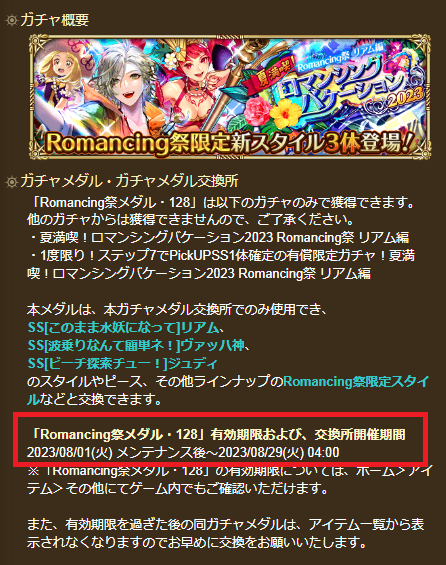 ガチャ概要
Romancing祭 リアム編
夏満喫!
ロマンシング
バケーション
2023
Romancing祭限定新スタイル3体登場!
ガチャメダル・ガチャメダル交換所
「Romancing祭メダル・128」は以下のガチャのみで獲得できます。
他のガチャからは獲得できませんので、ご了承ください。
・夏満喫!ロマンシングバケーション2023 Romancing祭 リアム編
・1度限り!ステップ7でPickUPSS1体確定の有償限定ガチャ!夏満
喫!ロマンシングバケーション2023 Romancing祭 リアム編
本メダルは、本ガチャメダル交換所でのみ使用でき、
SS[このまま水妖になって]リアム、
SS[波乗りなんて簡単ネ!]ヴァッハ神、
SS[ビーチ探索チュー!]ジュディ
のスタイルやピース、その他ラインナップのRomancing祭限定スタイ
ルなどと交換できます。
「Romancing祭メダル・128」有効期限および、交換所開催期間
2023/08/01(火) メンテナンス後~2023/08/29(火) 04:00
※「Romancing祭メダル・128」の有効期限については、ホーム>アイ
テム>その他にてゲーム内でもご確認いただけます。
また、有効期限を過ぎた後の同ガチャメダルは、アイテム一覧から表
示されなくなりますのでお早めに交換をお願いいたします。